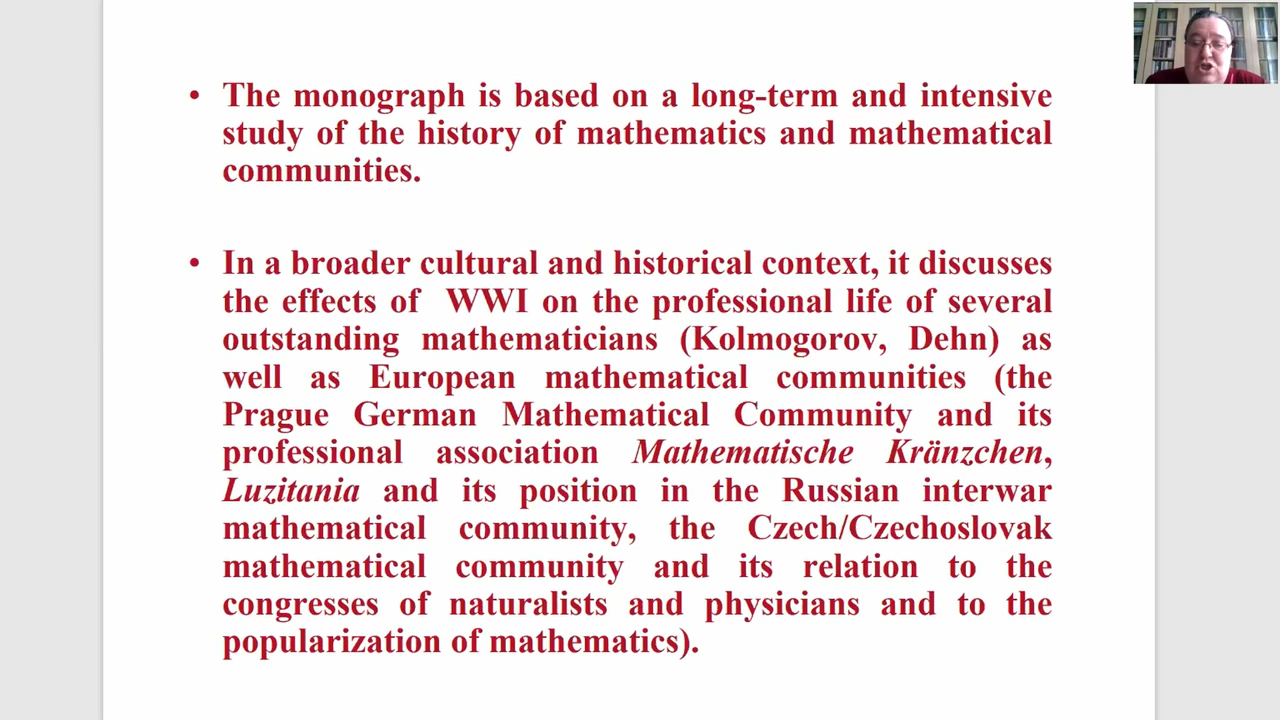 • The monograph is based on a long-term and intensive
study of the history of mathematics and mathematical
communities.
• In a broader cultural and historical context, it discusses
the effects of WWI on the professional life of several
outstanding mathematicians (Kolmogorov, Dehn) as
well as European mathematical communities (the
Prague German Mathematical Community and its
professional association Mathematische Kränzchen,
Luzitania and its position in the Russian interwar
mathematical community, the Czech/Czechoslovak
mathematical community and its relation to the
congresses of naturalists and physicians and to the
popularization of mathematics).